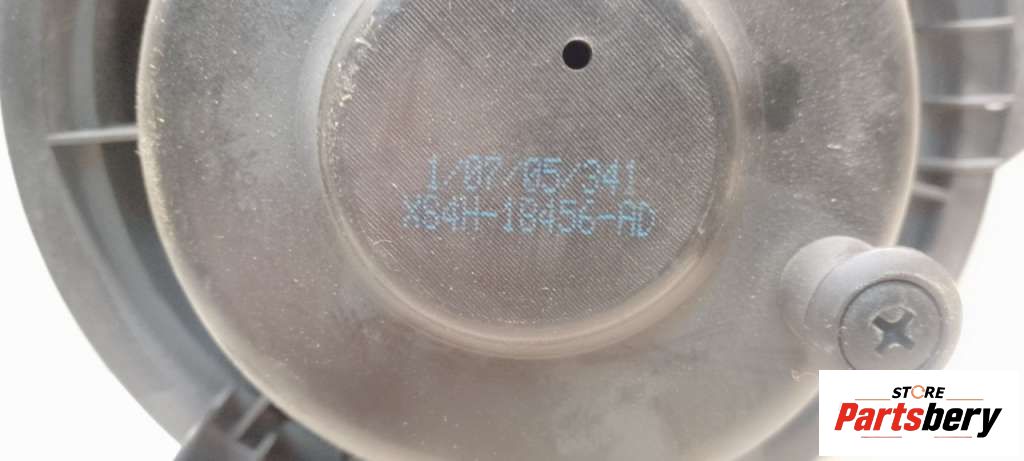 1/07/05/341
X64H-18456-AD
STORE
Partsbery